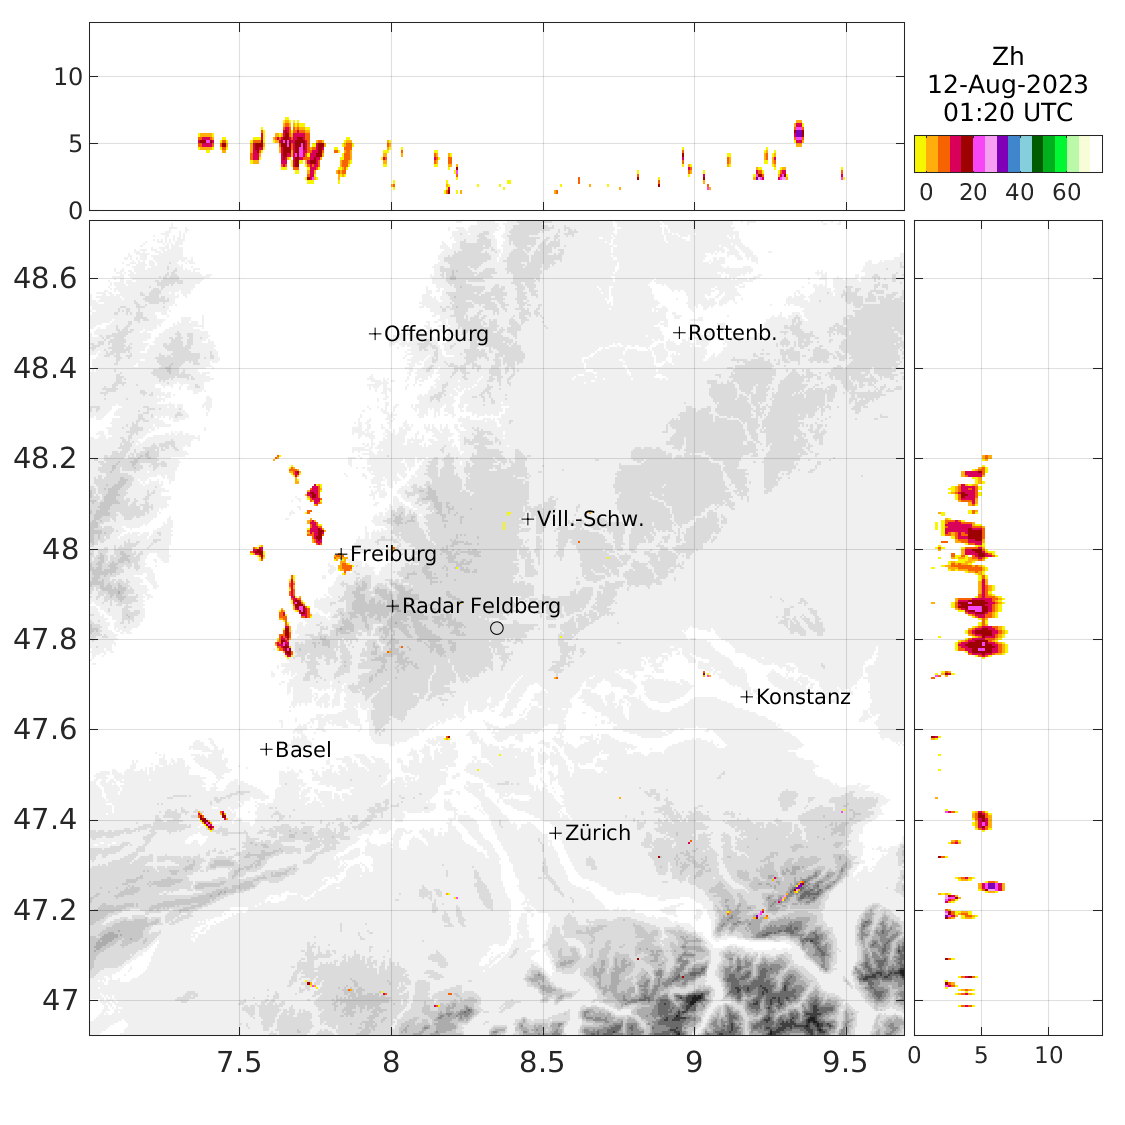 Zh
12-Aug-2023
01:20 UTC
0 20 40 60
10
5
0
48.6
48.4
48.2
48
47.8
47.6
47.4
47.2
47
Offenburg
Rottenb.
Vill.-Schw.
Freiburg
Radar Feldberg
Konstanz
Basel
Zürich
7.5 8 8.5 9 9.5
0 5 10